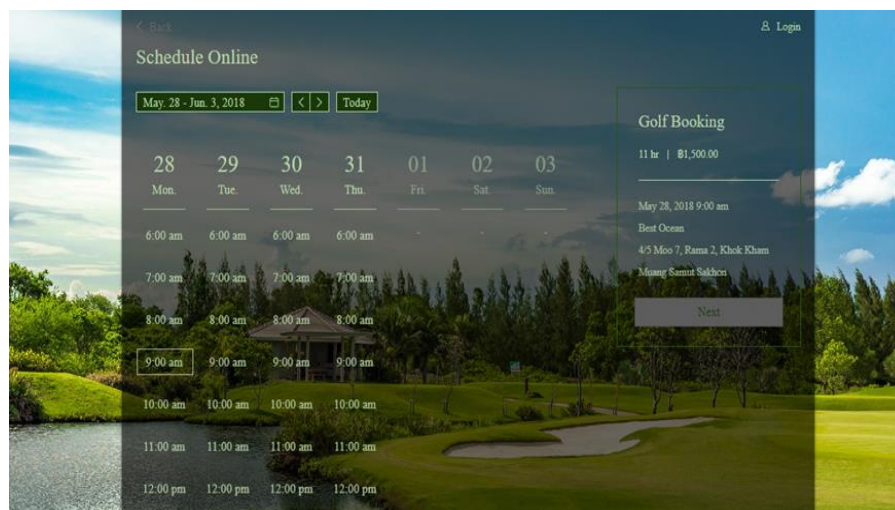 Back
Login
Schedule Online
May. 28 - Jun. 3, 2018
Today
28 29 30 31 01 02 03
Mon. Tue. Wed. Thu. Fri. Sat. Sun.
6:00 am 6:00 am 6:00 am 6:00 am - - -
7:00 am 7:00 am 7:00 am 7:00 am
8:00 am 8:00 am 8:00 am 8:00 am
9:00 am 9:00 am 9:00 am 9:00 am
10:00 am 10:00 am 10:00 am 10:00 am
11:00 am 11:00 am 11:00 am 11:00 am
12:00 pm 12:00 pm 12:00 pm 12:00 pm
Golf Booking
11 hr | ฿1,500.00
May 28, 2018 9:00 am
Best Ocean
4/5 Moo 7, Rama 2, Khok Kham
Muang Samut Sakhon
Next